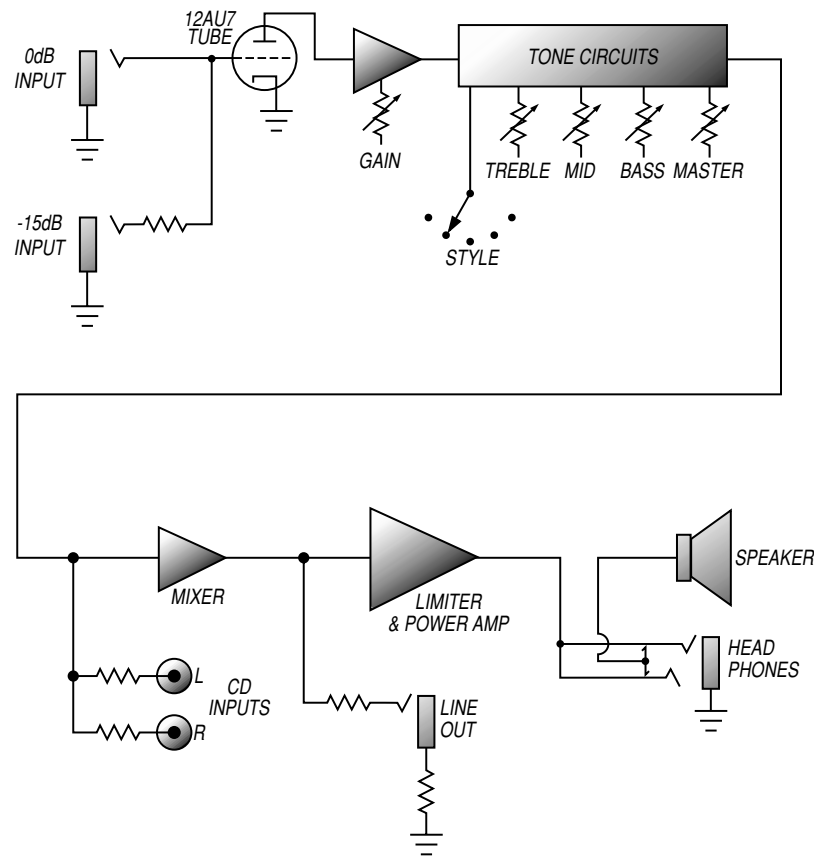 12AU7
TUBE
0dB
INPUT
TONE CIRCUITS
GAIN
TREBLE
MID
BASS
MASTER
-15dB
INPUT
STYLE
MIXER
LIMITER
& POWER AMP
SPEAKER
HEAD
PHONES
L
CD
INPUTS
R
LINE
OUT